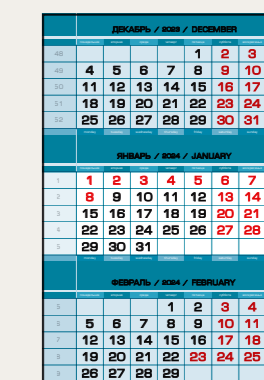 ДЕКАБРЬ / 2023 / DECEMBER
48 1 2 3
49 4 5 6 7 8 9 10
50 11 12 13 14 15 16 17
51 18 19 20 21 22 23 24
52 25 26 27 28 29 30 31
ЯНВАРЬ / 2024 / JANUARY
1 1 2 3 4 5 6 7
2 8 9 10 11 12 13 14
3 15 16 17 18 19 20 21
4 22 23 24 25 26 27 28
5 29 30 31
ФЕВРАЛЬ / 2024 / FEBRUARY
5 1 2 3 4
6 5 6 7 8 9 10 11
7 12 13 14 15 16 17 18
8 19 20 21 22 23 24 25
9 26 27 28 29